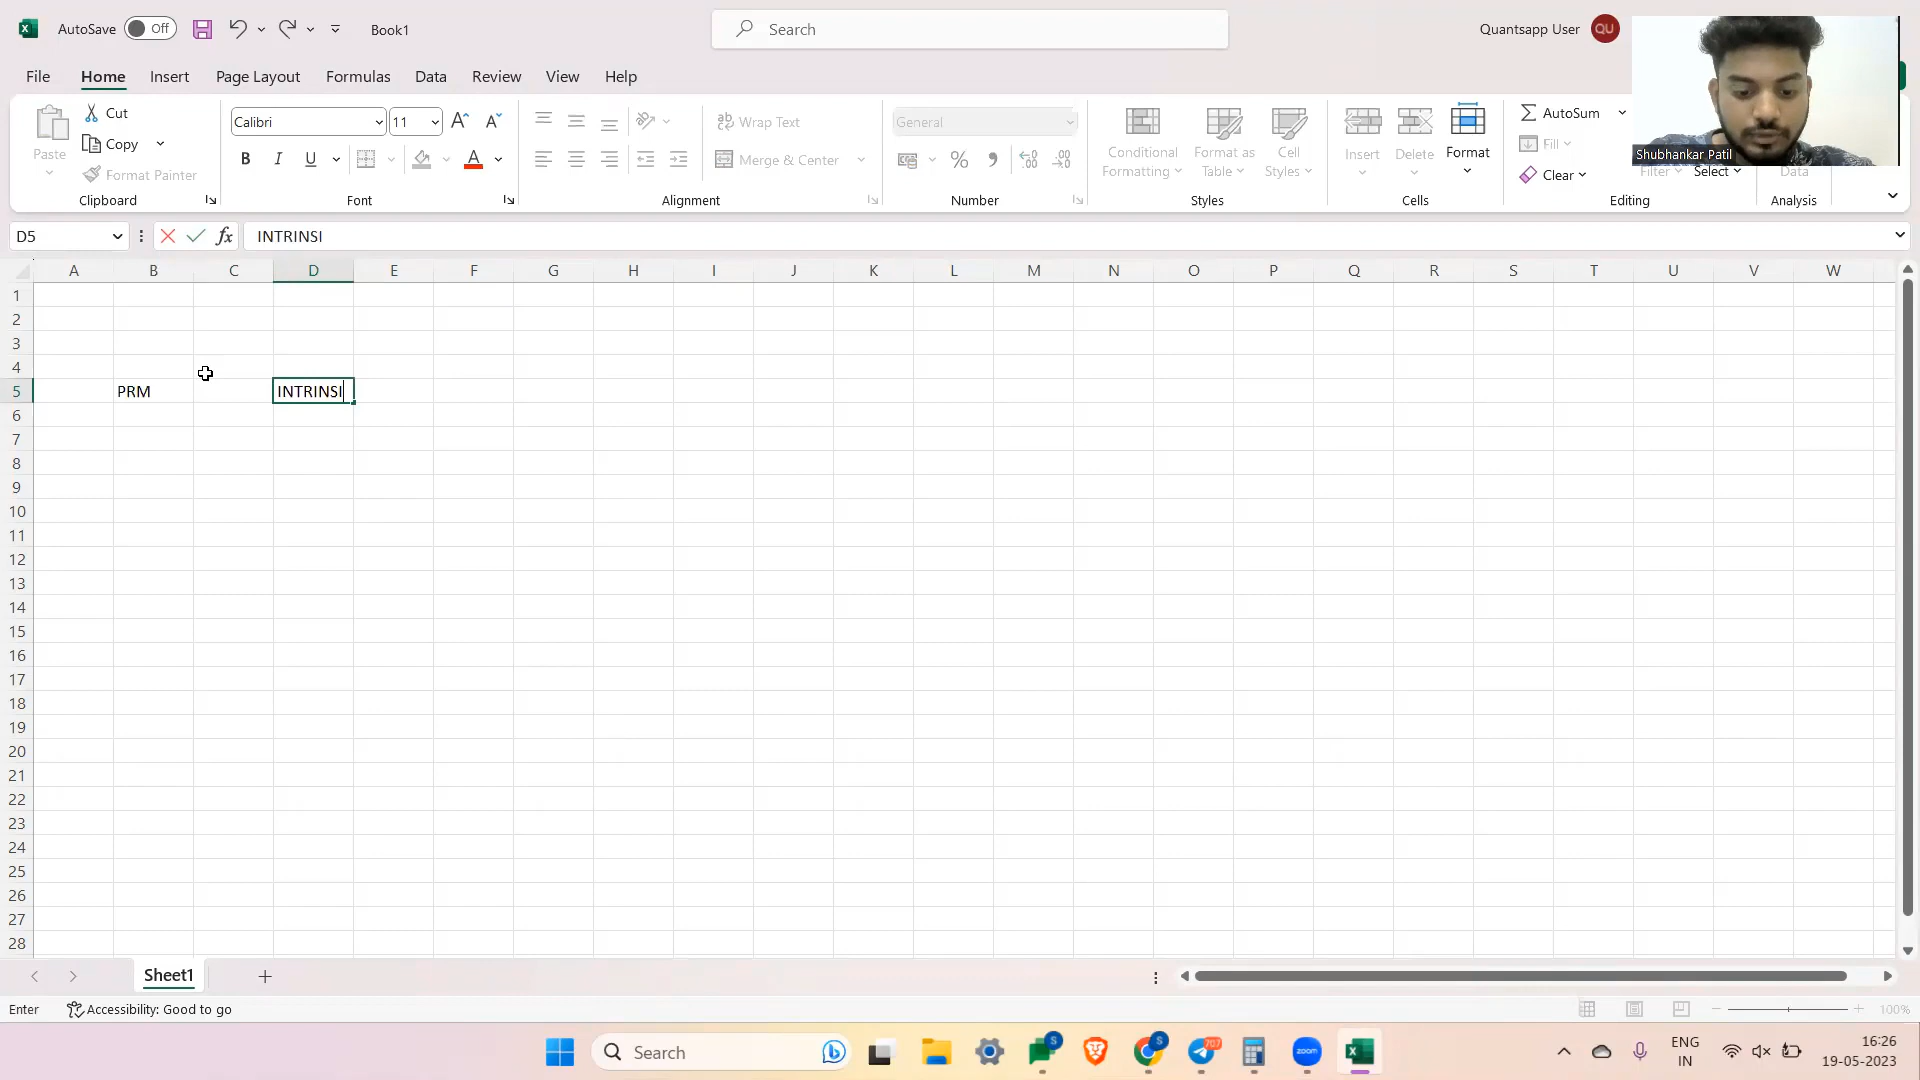 AutoSave Off Book1 Search Quantsapp User QU
File Home Insert Page Layout Formulas Data Review View Help
Paste
Cut
Copy
Format Painter
Clipboard
Calibri 11
B I U
Font
Wrap Text
Merge & Center
Alignment
General
Number
Conditional Formatting
Format as Table
Cell Styles
Styles
Insert
Delete
Format
Cells
AutoSum
Fill
Clear
Filter
Select
Editing
Data
Analysis
Shubhankar Patil
D5 fx INTRINSI
A B C D E F G H I J K L M N O P Q R S T U V W
1
2
3
4
5 PRM INTRINSI
6
7
8
9
10
11
12
13
14
15
16
17
18
19
20
21
22
23
24
25
26
27
28
Sheet1
Enter Accessibility: Good to go 100%
Search 707 zoom ENG IN 16:26 19-05-2023